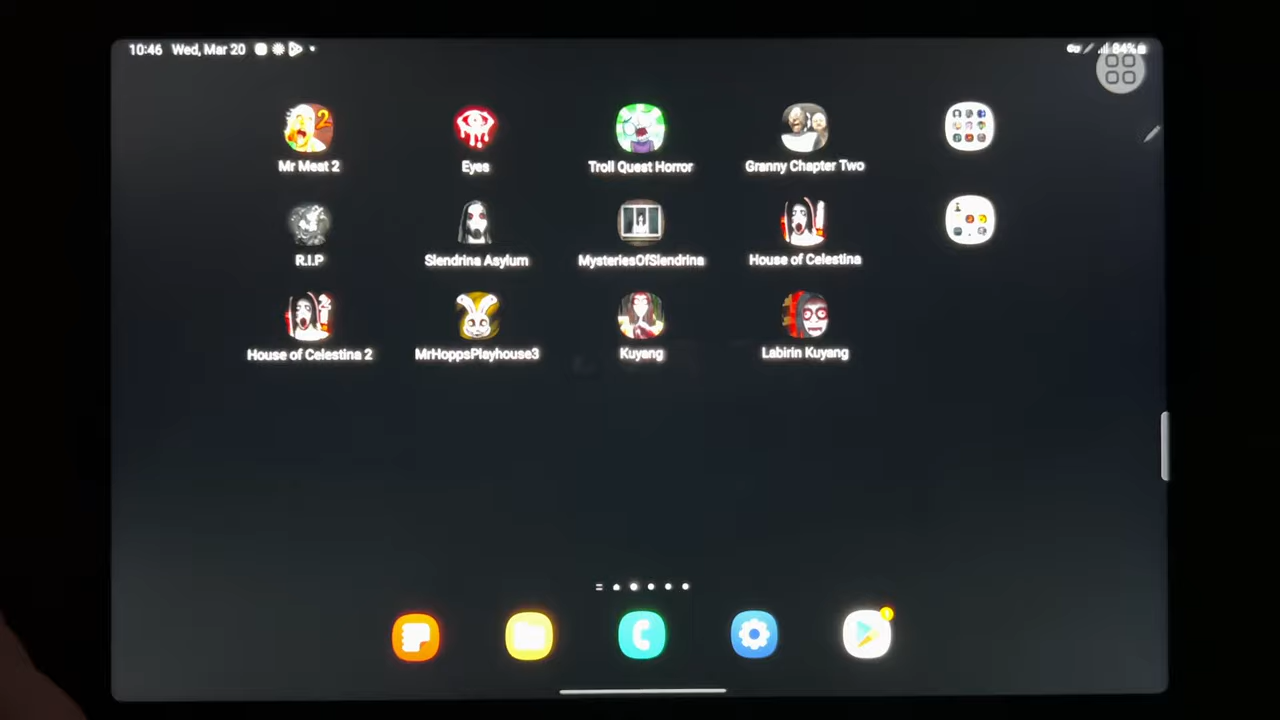 10:46 Wed, Mar 20
84%
Mr Meat 2
Eyes
Troll Quest Horror
Granny Chapter Two
R.I.P
Slendrina Asylum
MysteriesOfSlendrina
House of Celestina
House of Celestina 2
MrHoppsPlayhouse3
Kuyang
Labirin Kuyang